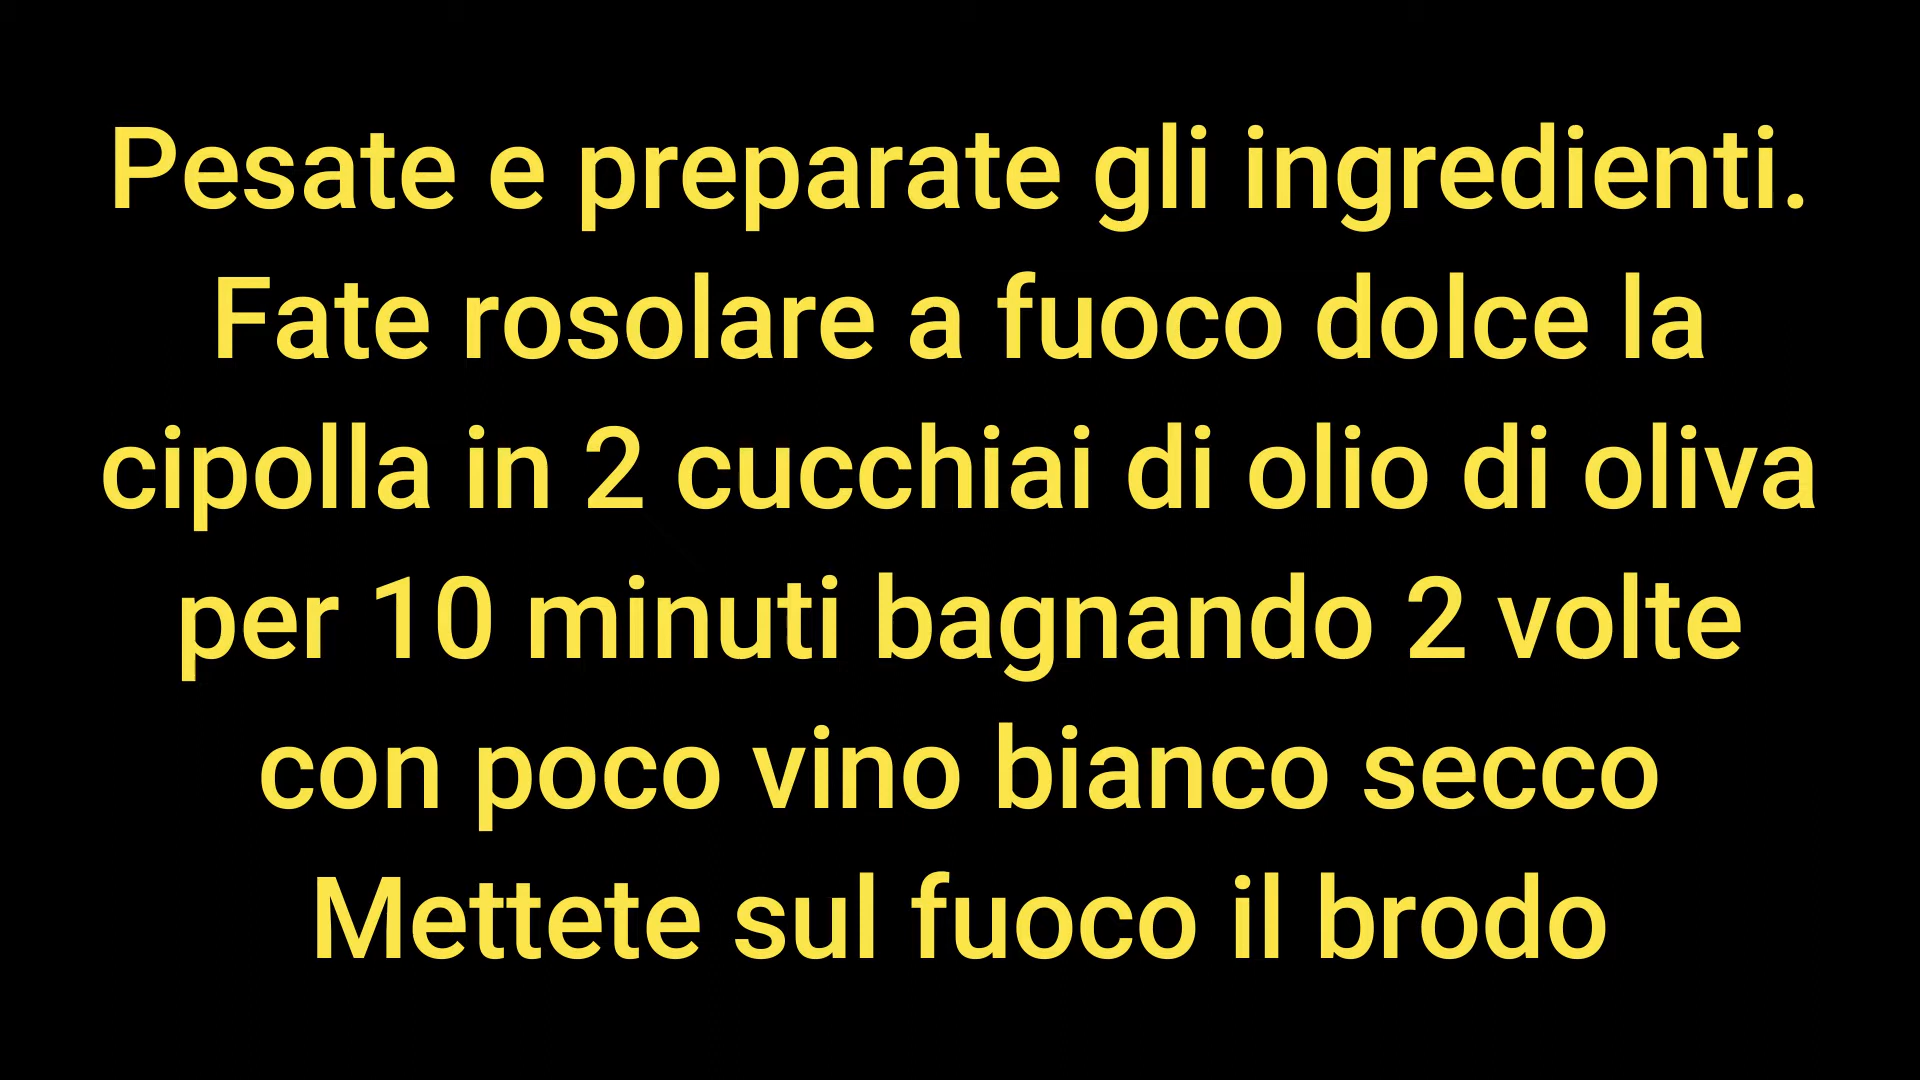 Pesate e preparate gli ingredienti.
Fate rosolare a fuoco dolce la
cipolla in 2 cucchiai di olio di oliva
per 10 minuti bagnando 2 volte
con poco vino bianco secco
Mettete sul fuoco il brodo